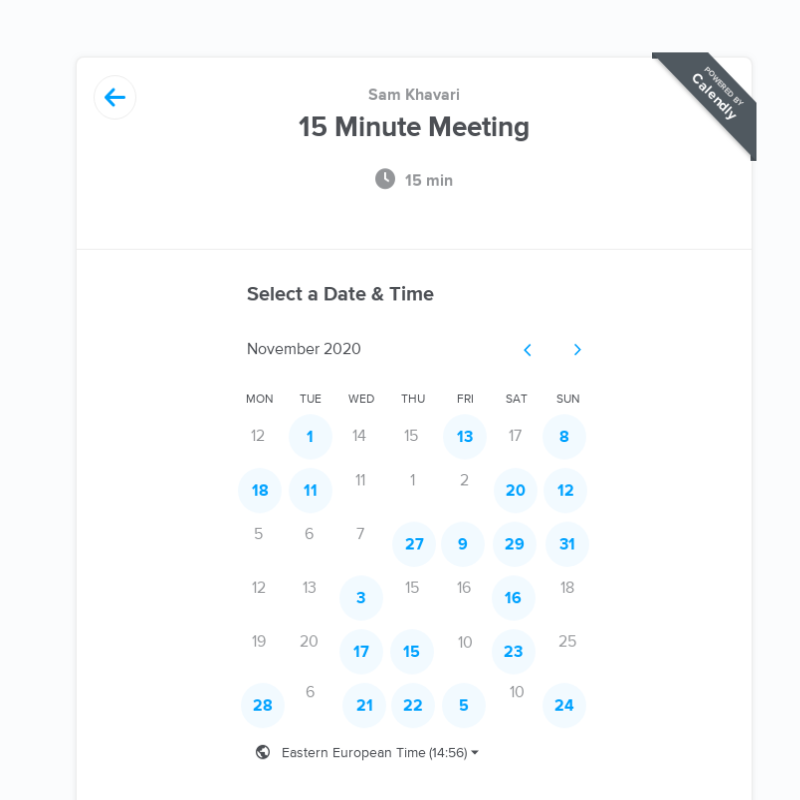 POWERED BY
Calendly
Sam Khavari
15 Minute Meeting
15 min
Select a Date & Time
November 2020
MON TUE WED THU FRI SAT SUN
12 1 14 15 13 17 8
18 11 11 1 2 20 12
5 6 7 27 9 29 31
12 13 3 15 16 16 18
19 20 17 15 10 23 25
28 6 21 22 5 10 24
Eastern European Time (14:56)